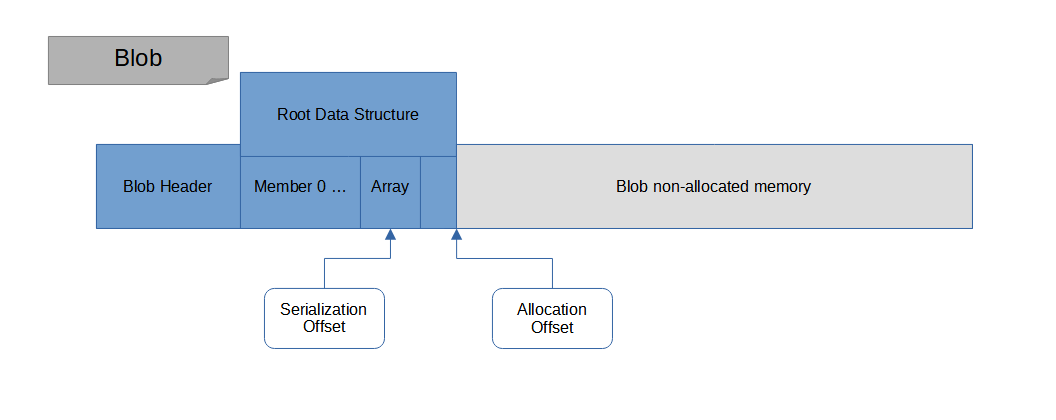 Blob
Root Data Structure
Blob Header
Member 0 …
Array
Blob non-allocated memory
Serialization
Offset
Allocation
Offset